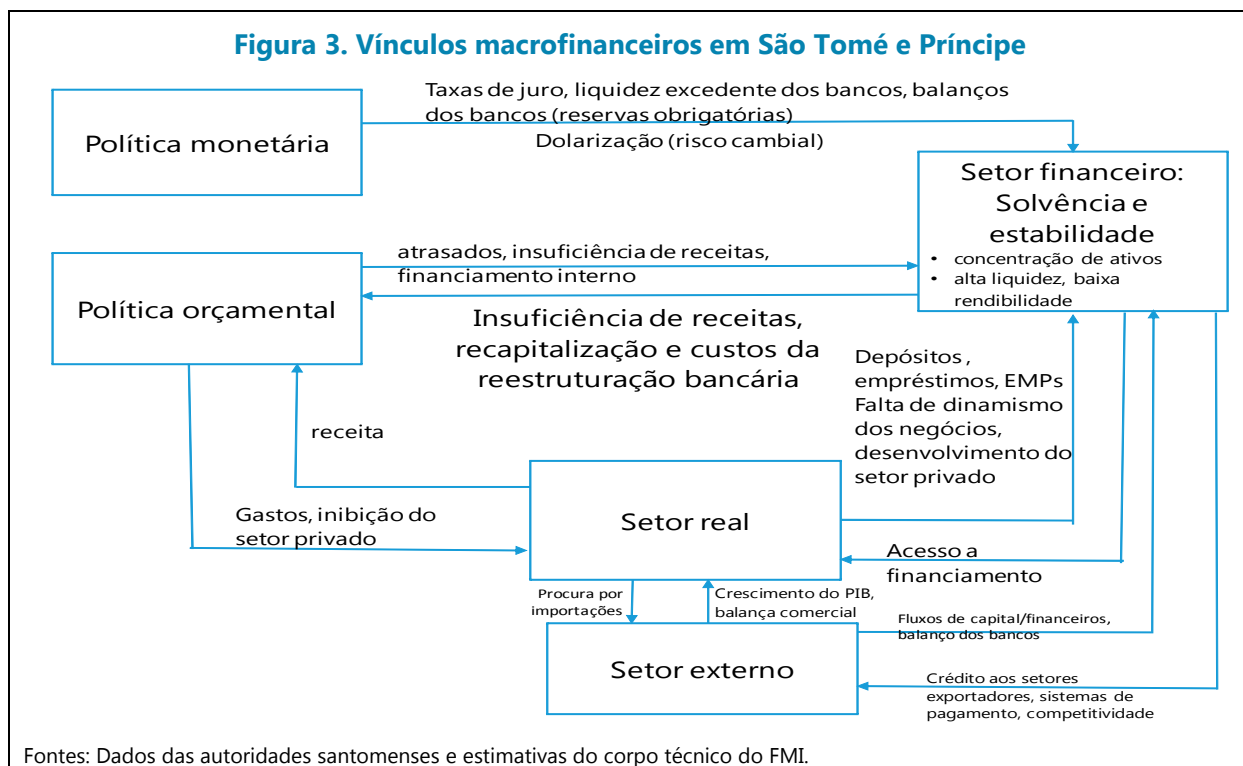 Figura 3. Vínculos macrofinanceiros em São Tomé e Príncipe
Taxas de juro, liquidez excedente dos bancos, balanços
dos bancos (reservas obrigatórias)
Dolarização (risco cambial)
Política monetária
Setor financeiro:
Solvência e
estabilidade
• concentração de ativos
• alta liquidez, baixa
rendibilidade
atrasados, insuficiência de receitas,
financiamento interno
Política orçamental
Insuficiência de receitas,
recapitalização e custos da
reestruturação bancária
Depósitos ,
empréstimos, EMPs
Falta de dinamismo
dos negócios,
desenvolvimento do
setor privado
receita
Gastos, inibição do
setor privado
Setor real
Acesso a
financiamento
Procura por
importações
Crescimento do PIB,
balança comercial
Fluxos de capital/financeiros,
balanço dos bancos
Setor externo
Crédito aos setores
exportadores, sistemas de
pagamento, competitividade
Fontes: Dados das autoridades santomenses e estimativas do corpo técnico do FMI.